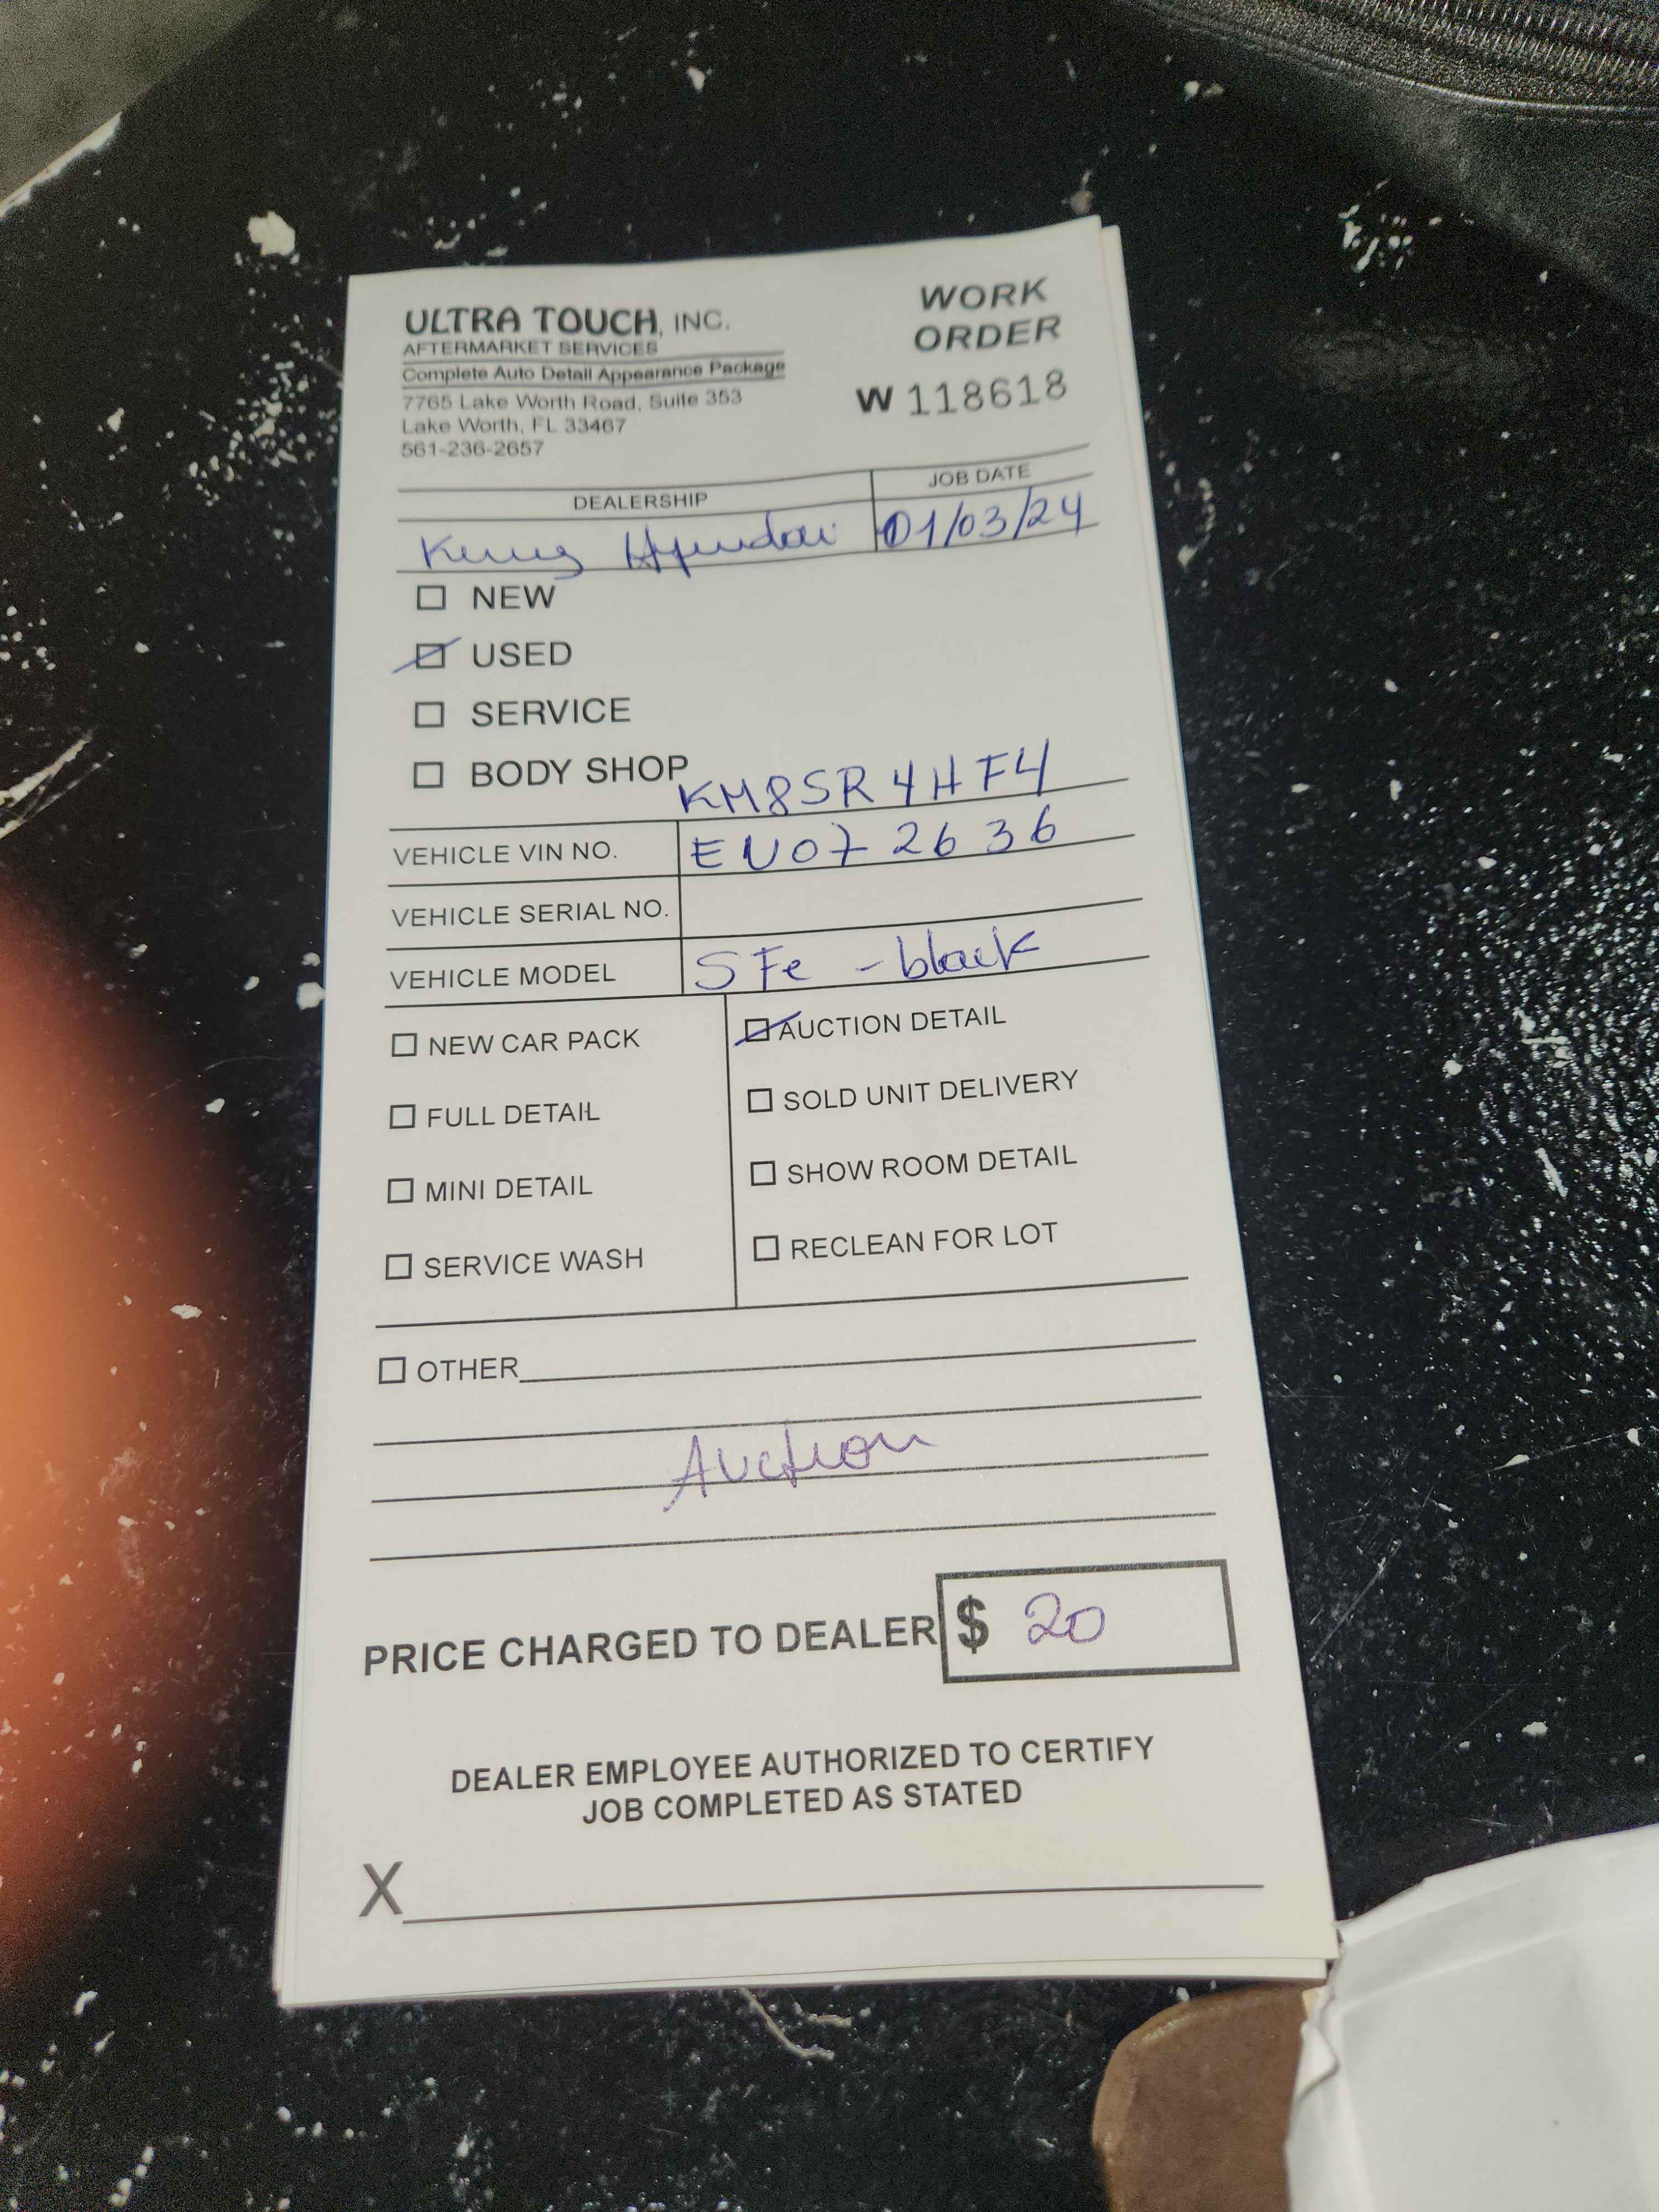 ULTRA TOUCH, INC.
AFTERMARKET SERVICES
Complete Auto Detail Appearance Package
7765 Lake Worth Road, Suite 353
Lake Worth, FL 33467
561-236-2657
WORK
ORDER
W 118618
DEALERSHIP
JOB DATE
Hyundai
01/03/24
NEW
USED
SERVICE
BODY SHOP
KM8SR4HF4
VEHICLE VIN NO. EU072636
VEHICLE SERIAL NO.
VEHICLE MODEL SFe - black
NEW CAR PACK
FULL DETAIL
MINI DETAIL
SERVICE WASH
AUCTION DETAIL
SOLD UNIT DELIVERY
SHOW ROOM DETAIL
RECLEAN FOR LOT
OTHER
Auction
PRICE CHARGED TO DEALER $ 20
DEALER EMPLOYEE AUTHORIZED TO CERTIFY
JOB COMPLETED AS STATED
X